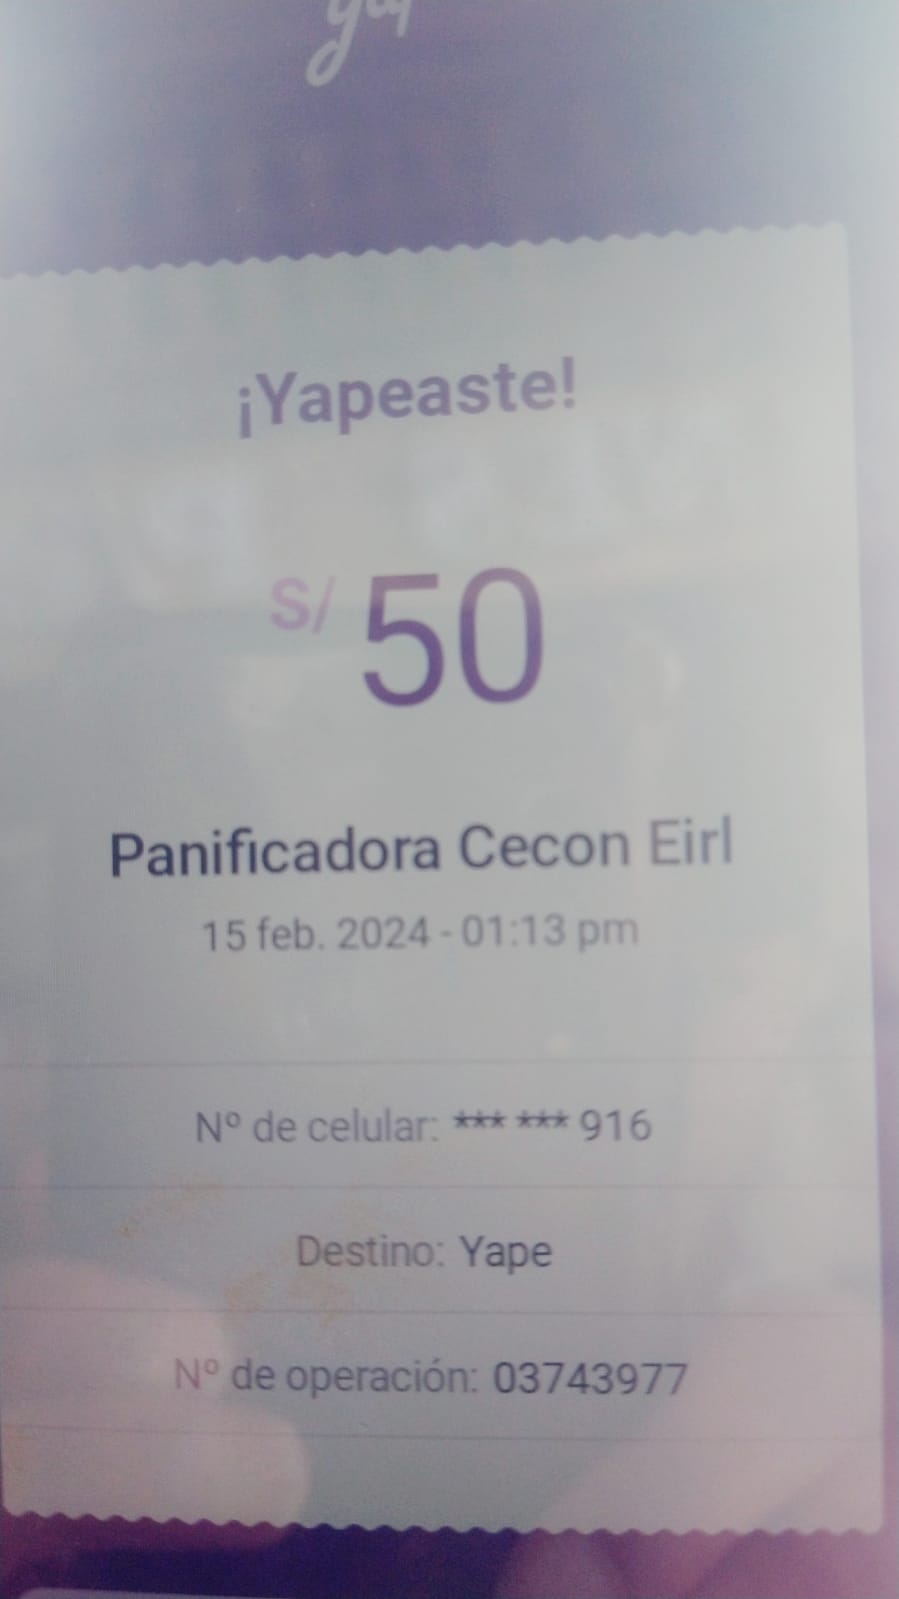 ¡Yapeaste!
S/ 50
Panificadora Cecon Eirl
15 feb. 2024 - 01:13 pm
Nº de celular: *** *** 916
Destino: Yape
Nº de operación: 03743977